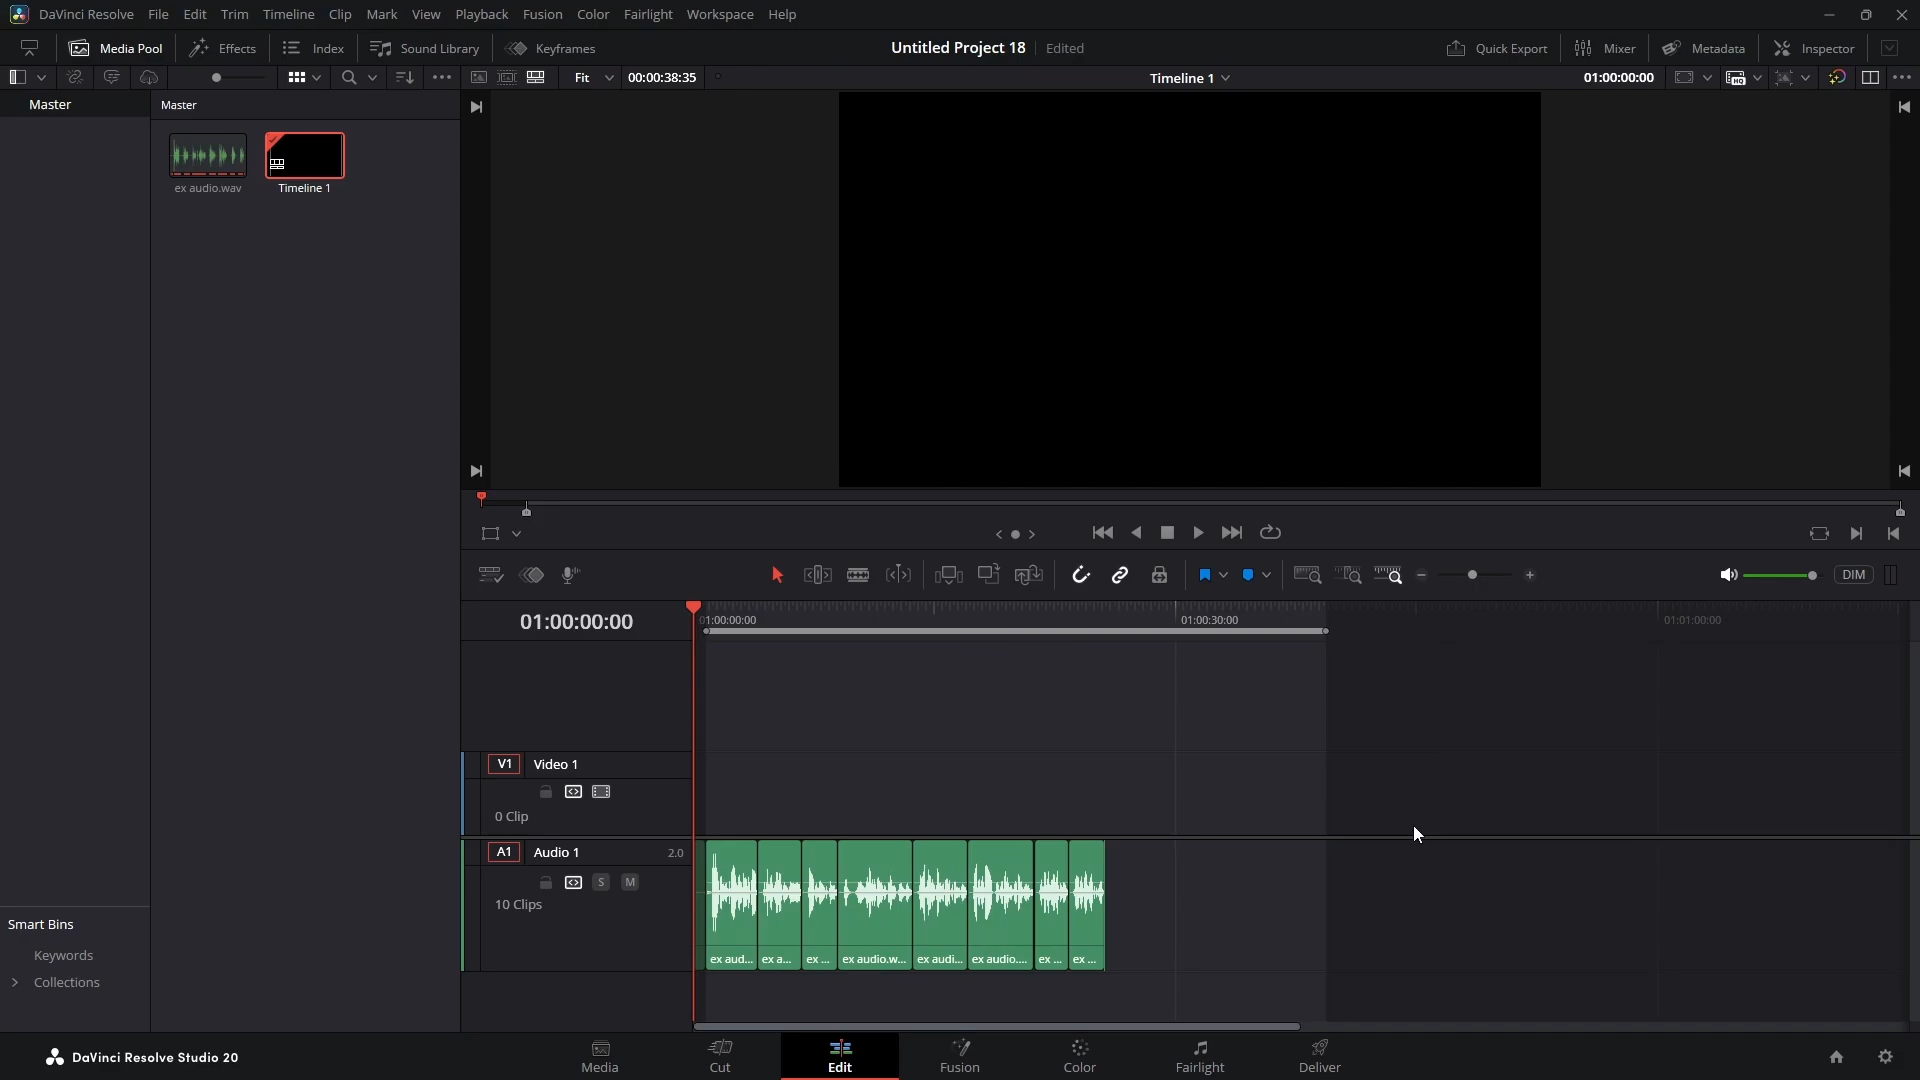 DaVinci Resolve File Edit Trim Timeline Clip Mark View Playback Fusion Color Fairlight Workspace Help
Media Pool Effects Index Sound Library Keyframes Untitled Project 18 Edited Quick Export Mixer Metadata Inspector
Fit 00:00:38:35 Timeline 1 01:00:00:00
Master
Master
ex audio.wav
Timeline 1
DIM
01:00:00:00
01:00:00:00
01:00:30:00
01:01:00:00
V1 Video 1
0 Clip
A1 Audio 1 2.0
S M
10 Clips
ex aud... ex a... ex ... ex audio.w... ex audi... ex audio.... ex ... ex ...
Smart Bins
Keywords
Collections
DaVinci Resolve Studio 20
Media Cut Edit Fusion Color Fairlight Deliver